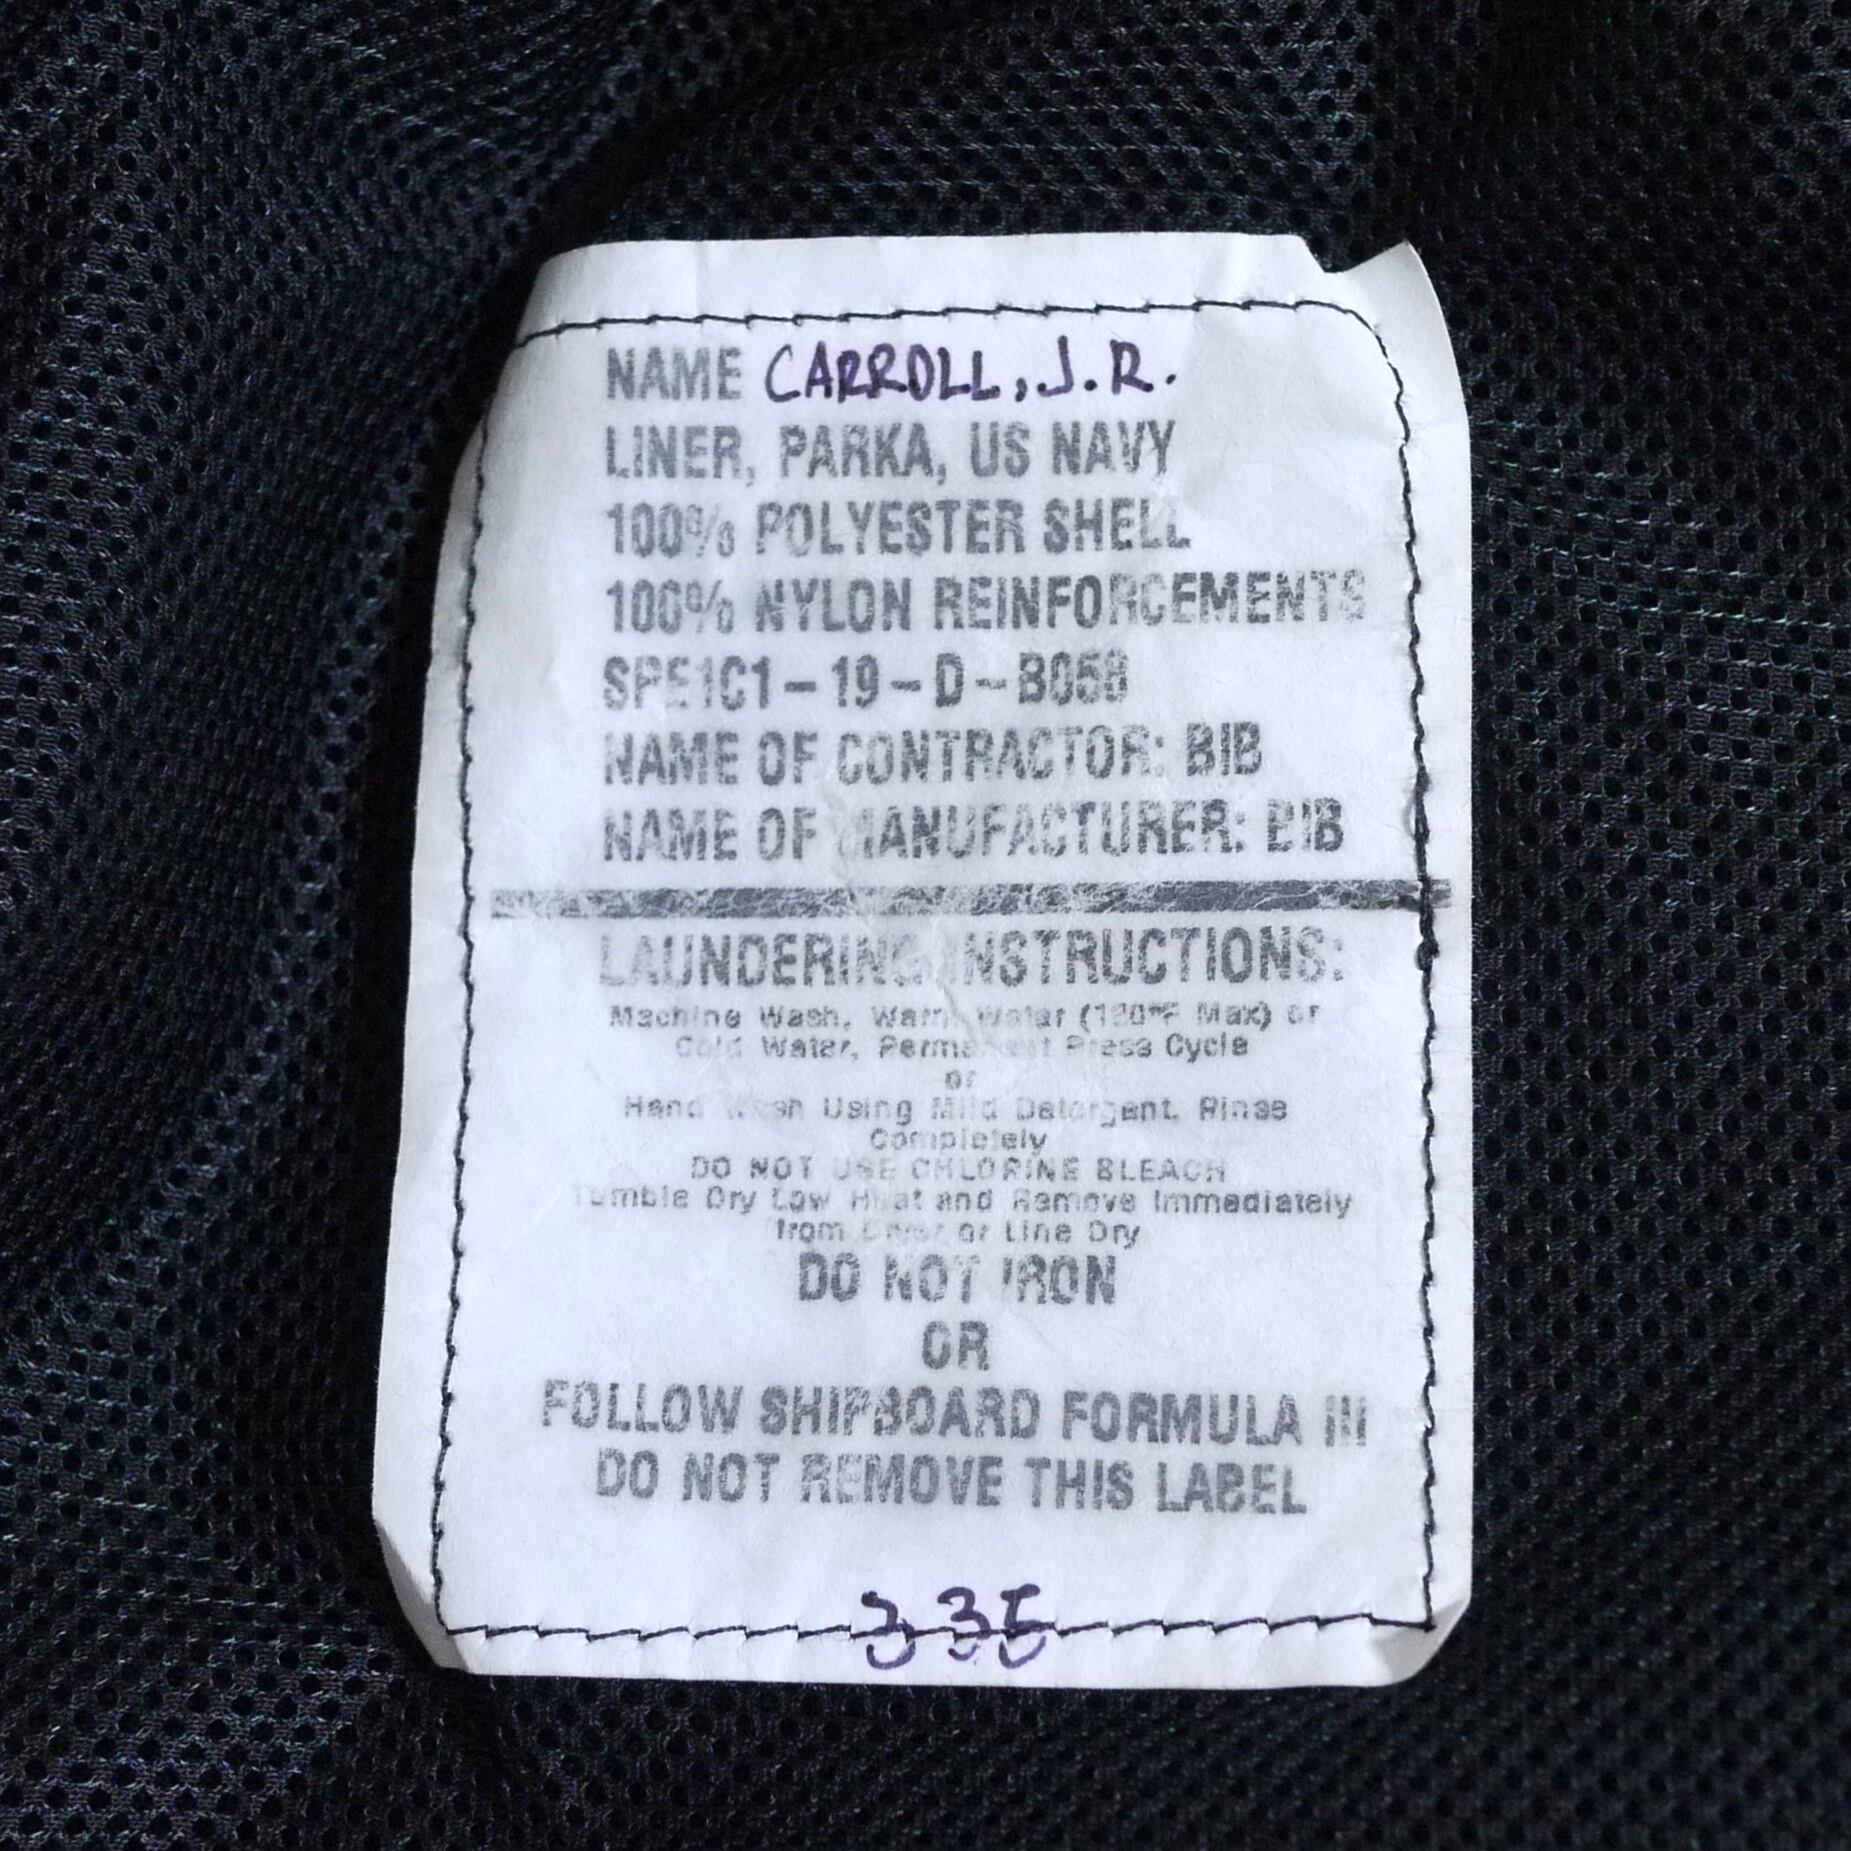 NAME CARROLL, J.R.
LINER, PARKA, US NAVY
100% POLYESTER SHELL
100% NYLON REINFORCEMENTS
SPE1C1-19-D-B058
NAME OF CONTRACTOR: BIB
NAME OF MANUFACTURER: BIB
LAUNDERING INSTRUCTIONS:
Machine Wash, Warm Water (120°F Max) or
Cold Water, Permanent Press Cycle
or
Hand Wash Using Mild Detergent, Rinse
Completely
DO NOT USE CHLORINE BLEACH
Tumble Dry Low Heat and Remove Immediately
from Dryer or Line Dry
DO NOT IRON
OR
FOLLOW SHIPBOARD FORMULA III
DO NOT REMOVE THIS LABEL
335